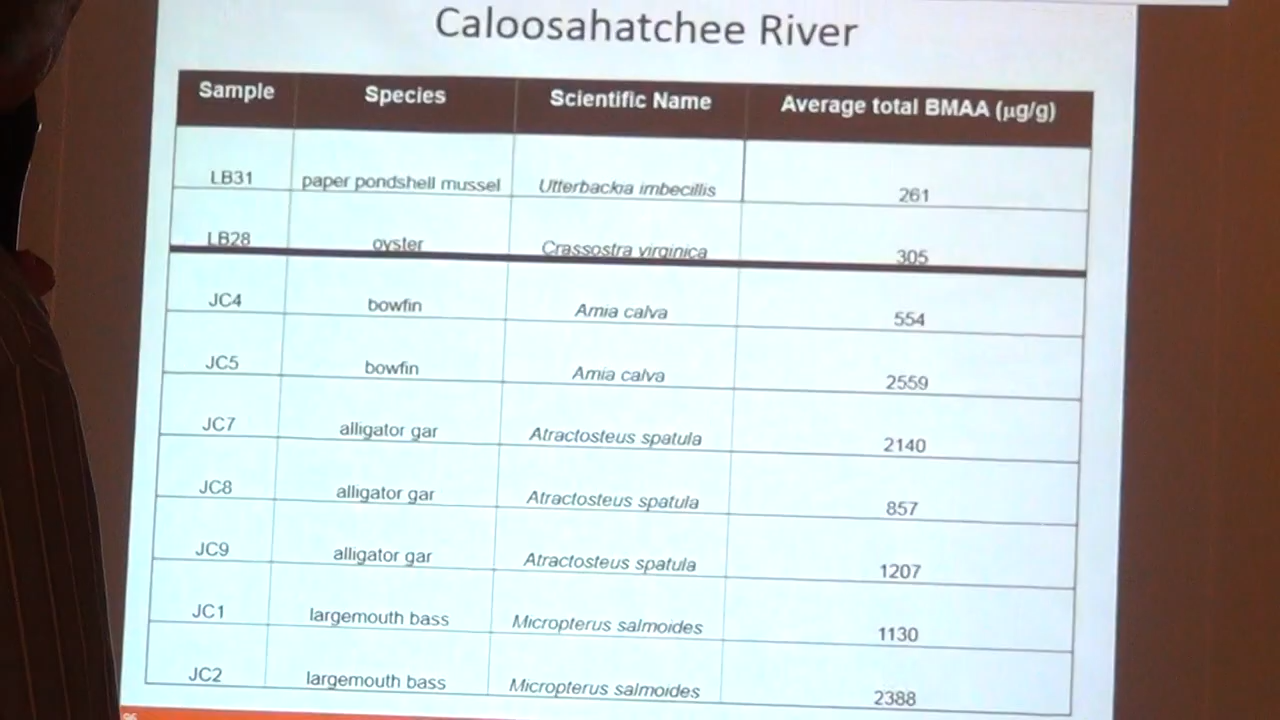 Caloosahatchee River
Sample Species Scientific Name Average total BMAA (µg/g)
LB31 paper pondshell mussel Utterbackia imbecillis 261
LB28 oyster Crassostra virginica 305
JC4 bowfin Amia calva 554
JC5 bowfin Amia calva 2559
JC7 alligator gar Atractosteus spatula 2140
JC8 alligator gar Atractosteus spatula 857
JC9 alligator gar Atractosteus spatula 1207
JC1 largemouth bass Micropterus salmoides 1130
JC2 largemouth bass Micropterus salmoides 2388